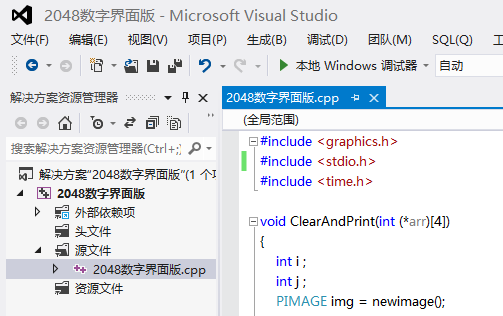 2048数字界面版 - Microsoft Visual Studio
文件(F) 编辑(E) 视图(V) 项目(P) 生成(B) 调试(D) 团队(M) SQL(Q)
本地 Windows 调试器 自动
解决方案资源管理器
搜索解决方案资源管理器(Ctrl+;)
解决方案"2048数字界面版"(1 个项
2048数字界面版
外部依赖项
头文件
源文件
2048数字界面版.cpp
资源文件
2048数字界面版.cpp
(全局范围)
#include <graphics.h>
#include <stdio.h>
#include <time.h>
void ClearAndPrint(int (*arr)[4])
{
int i ;
int j ;
PIMAGE img = newimage();